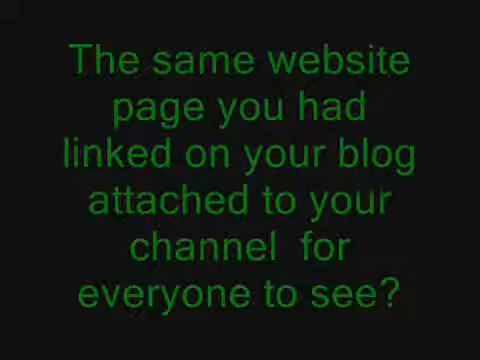 The same website
page you had
linked on your blog
attached to your
channel  for
everyone to see?